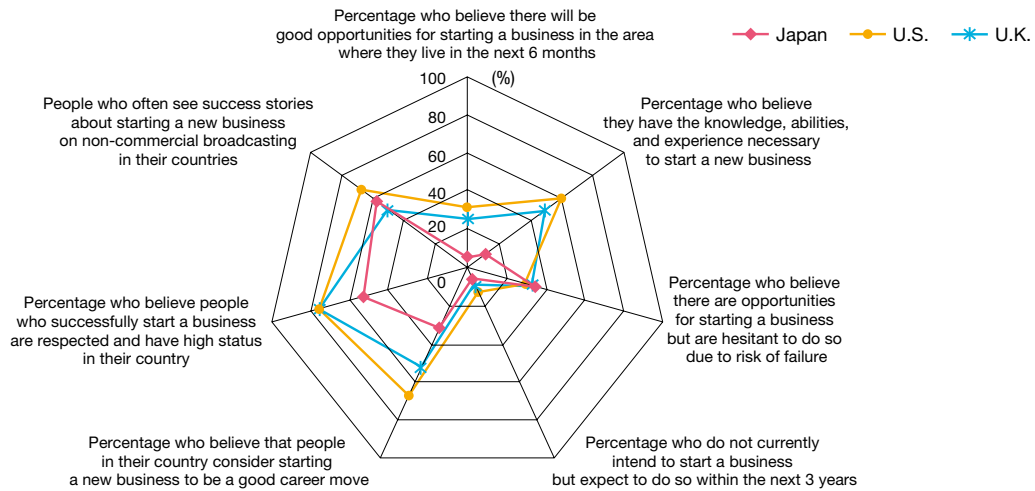 Percentage who believe there will be
good opportunities for starting a business in the area
where they live in the next 6 months
Japan
U.S.
U.K.
100
(%)
80
60
40
20
0
People who often see success stories
about starting a new business
on non-commercial broadcasting
in their countries
Percentage who believe
they have the knowledge, abilities,
and experience necessary
to start a new business
Percentage who believe people
who successfully start a business
are respected and have high status
in their country
Percentage who believe
there are opportunities
for starting a business
but are hesitant to do so
due to risk of failure
Percentage who believe that people
in their country consider starting
a new business to be a good career move
Percentage who do not currently
intend to start a business
but expect to do so within the next 3 years